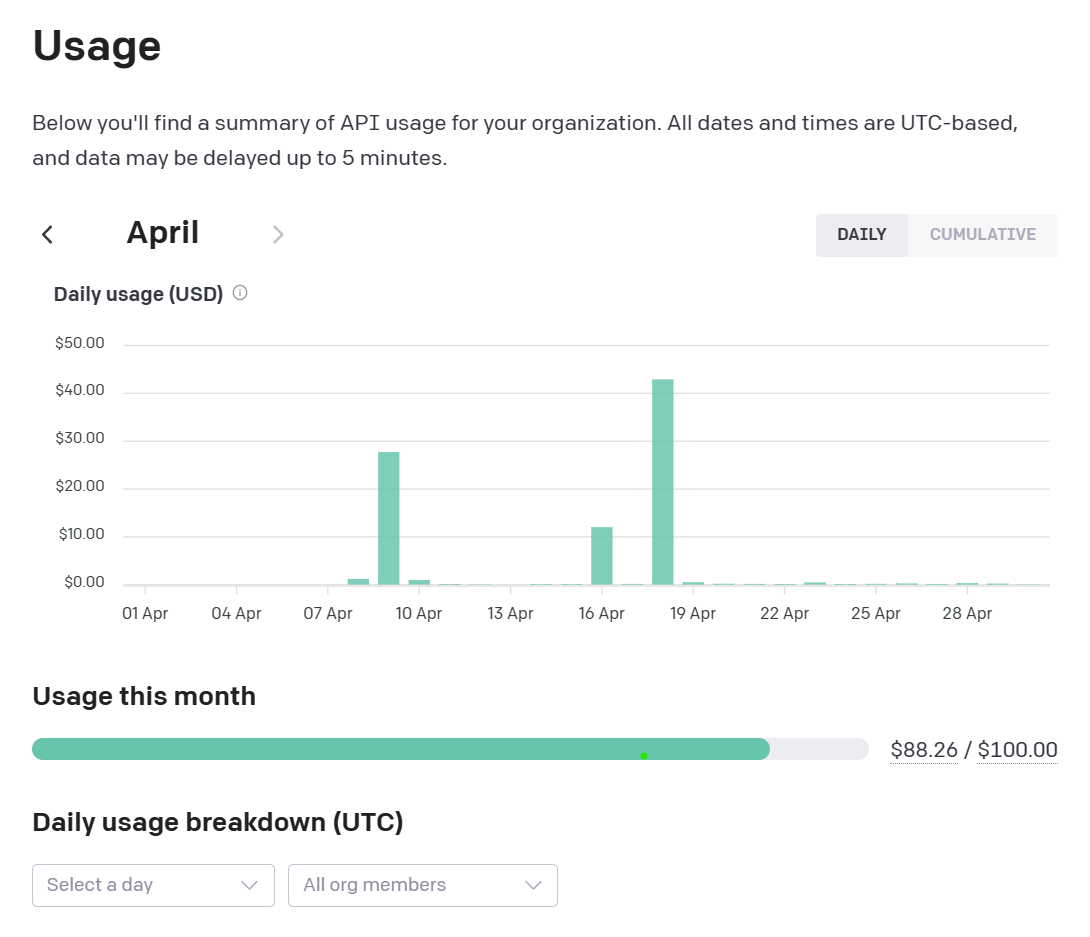 Usage
Below you'll find a summary of API usage for your organization. All dates and times are UTC-based,
and data may be delayed up to 5 minutes.
April
DAILY CUMULATIVE
Daily usage (USD)
$50.00
$40.00
$30.00
$20.00
$10.00
$0.00
01 Apr 04 Apr 07 Apr 10 Apr 13 Apr 16 Apr 19 Apr 22 Apr 25 Apr 28 Apr
Usage this month
$88.26 / $100.00
Daily usage breakdown (UTC)
Select a day All org members